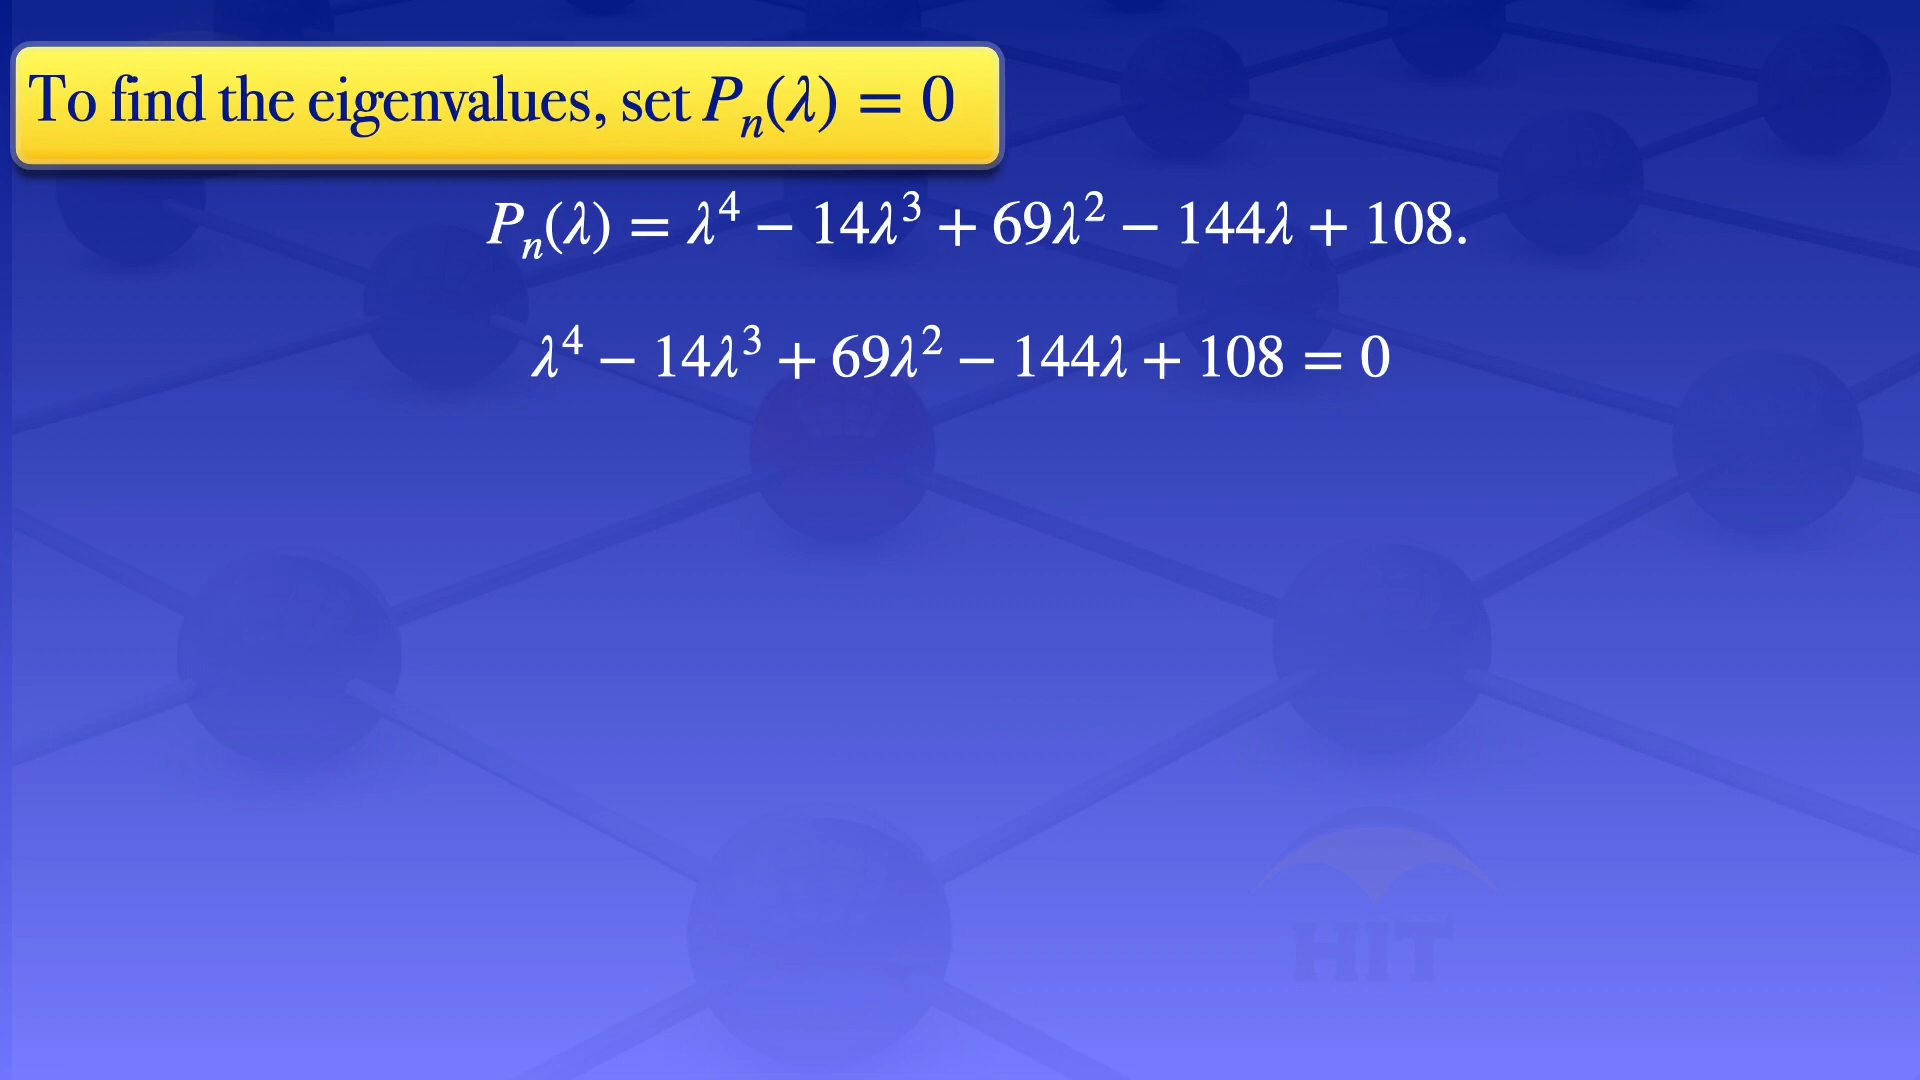 To find the eigenvalues, set Pₙ(λ) = 0
Pₙ(λ) = λ⁴ − 14λ³ + 69λ² − 144λ + 108.
λ⁴ − 14λ³ + 69λ² − 144λ + 108 = 0
HIT